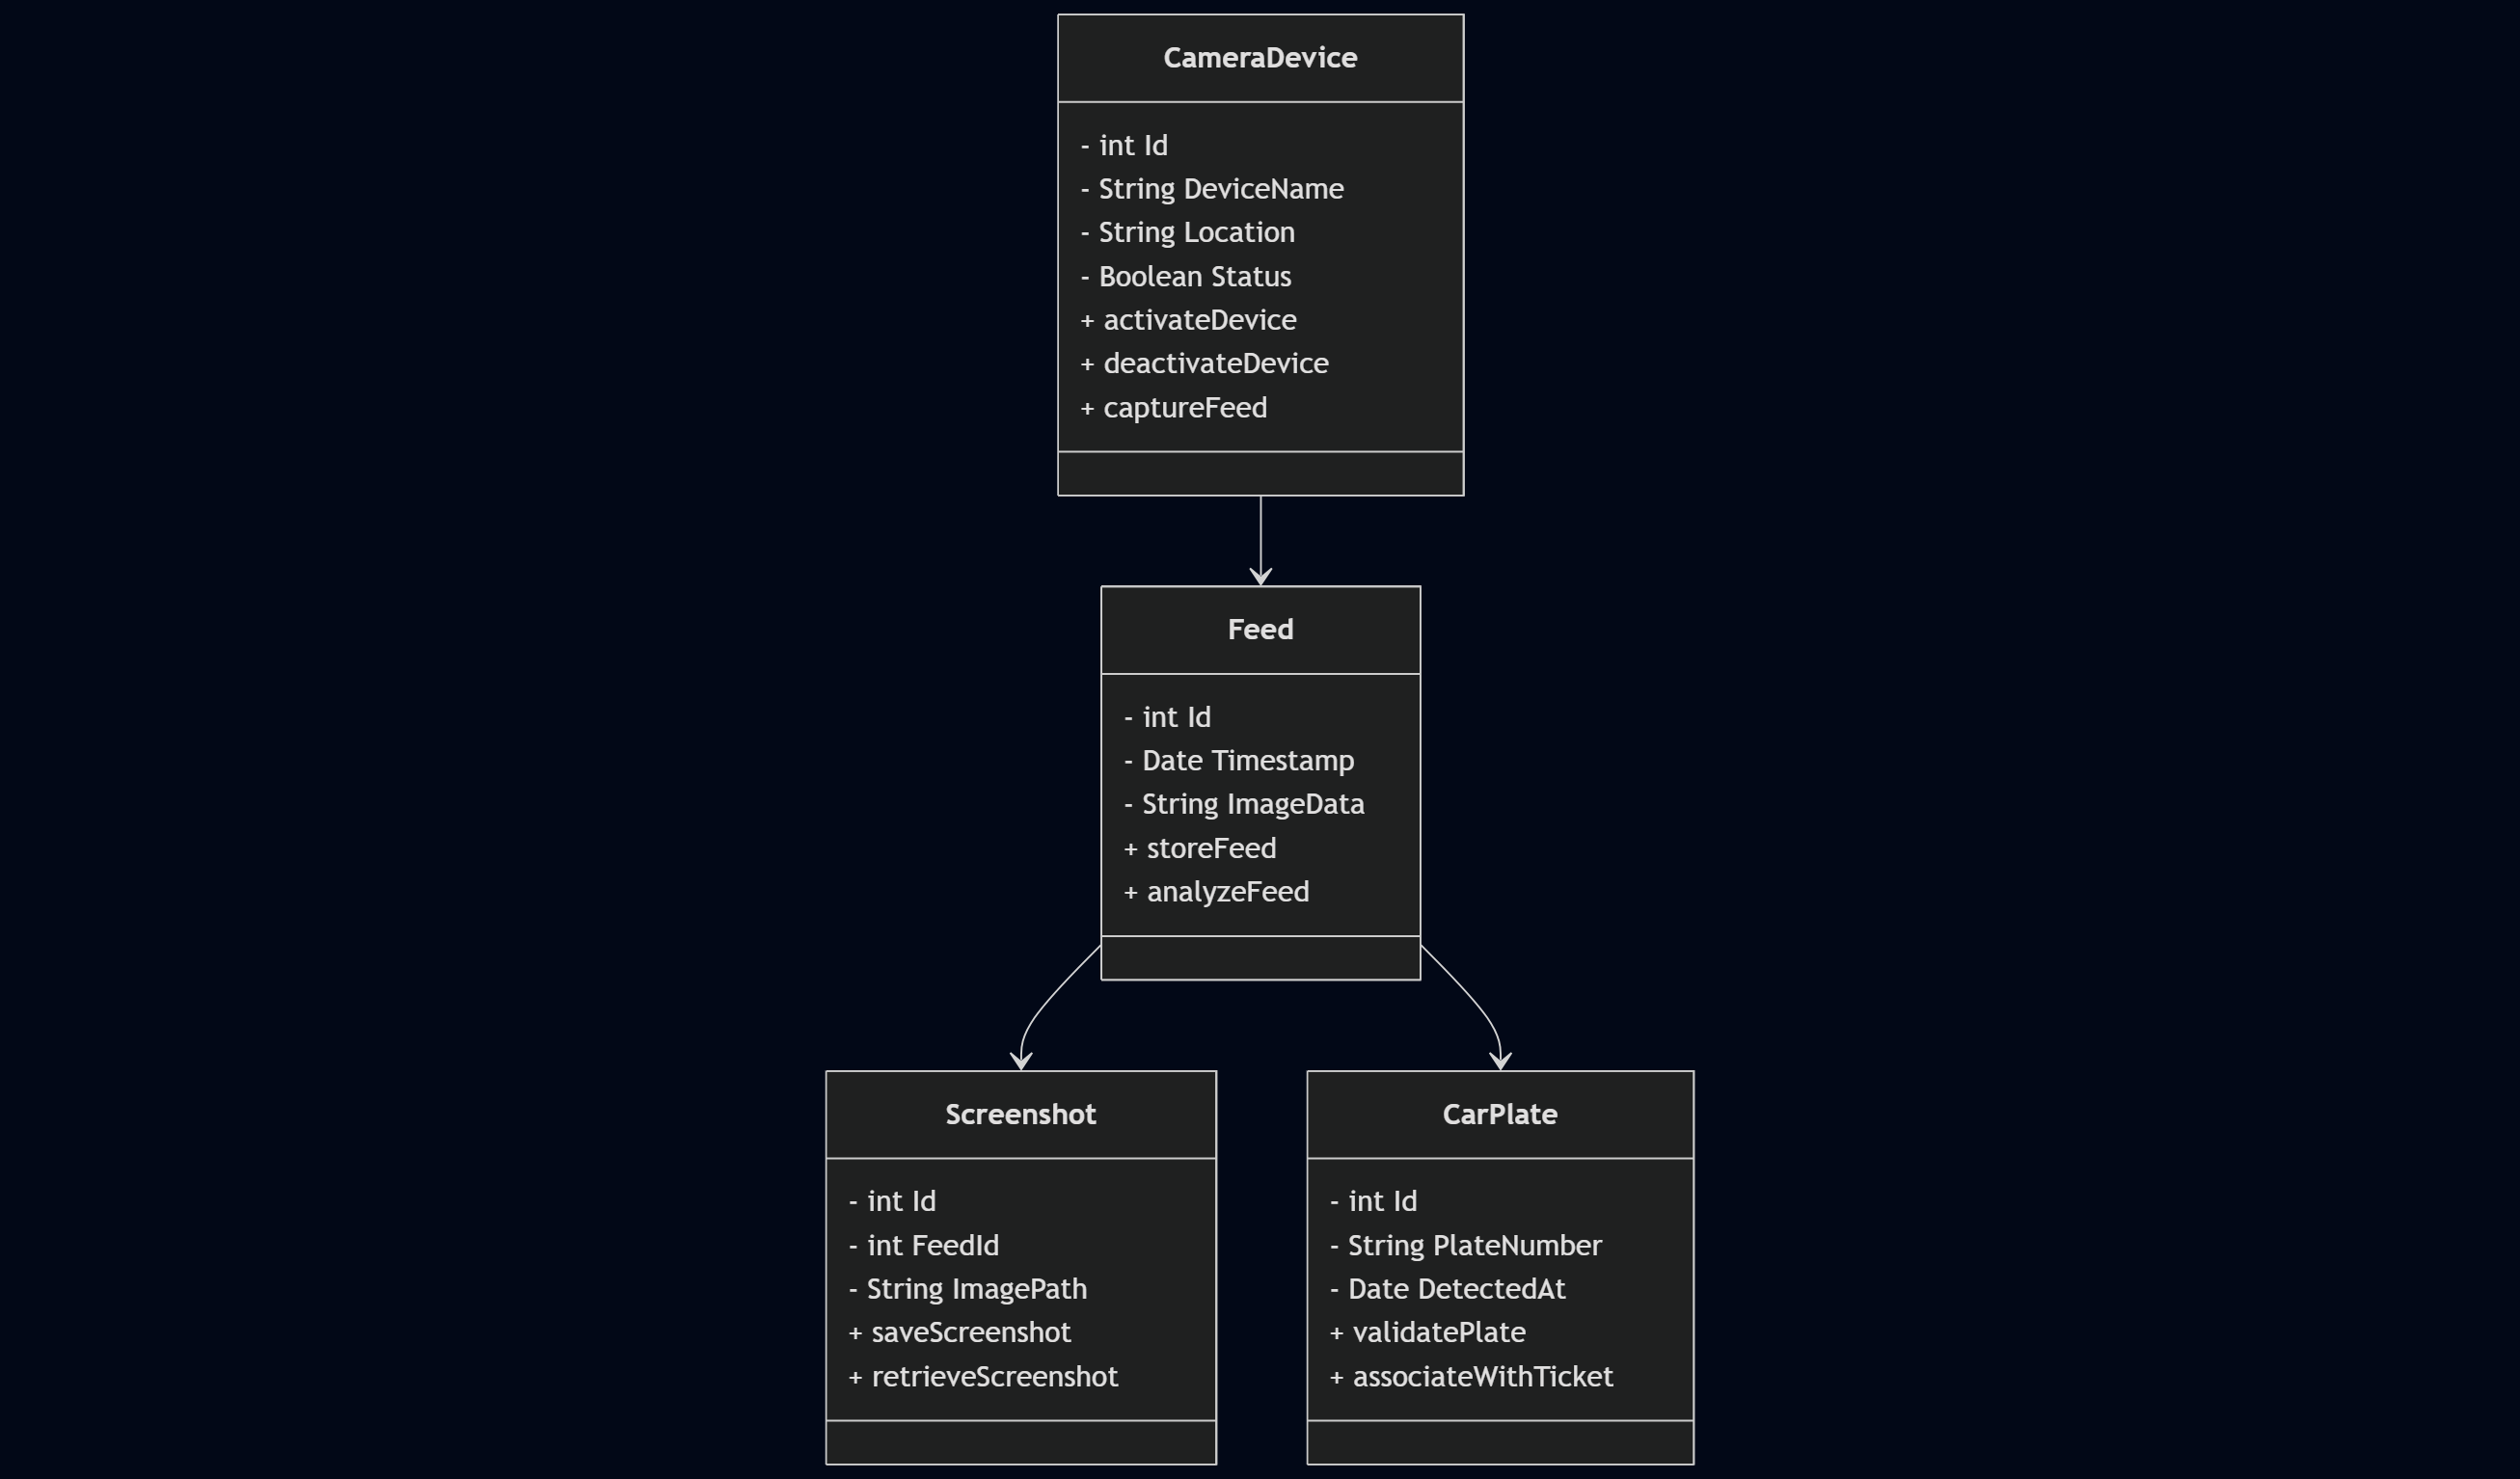 CameraDevice
- int Id
- String DeviceName
- String Location
- Boolean Status
+ activateDevice
+ deactivateDevice
+ captureFeed
Feed
- int Id
- Date Timestamp
- String ImageData
+ storeFeed
+ analyzeFeed
Screenshot
- int Id
- int FeedId
- String ImagePath
+ saveScreenshot
+ retrieveScreenshot
CarPlate
- int Id
- String PlateNumber
- Date DetectedAt
+ validatePlate
+ associateWithTicket